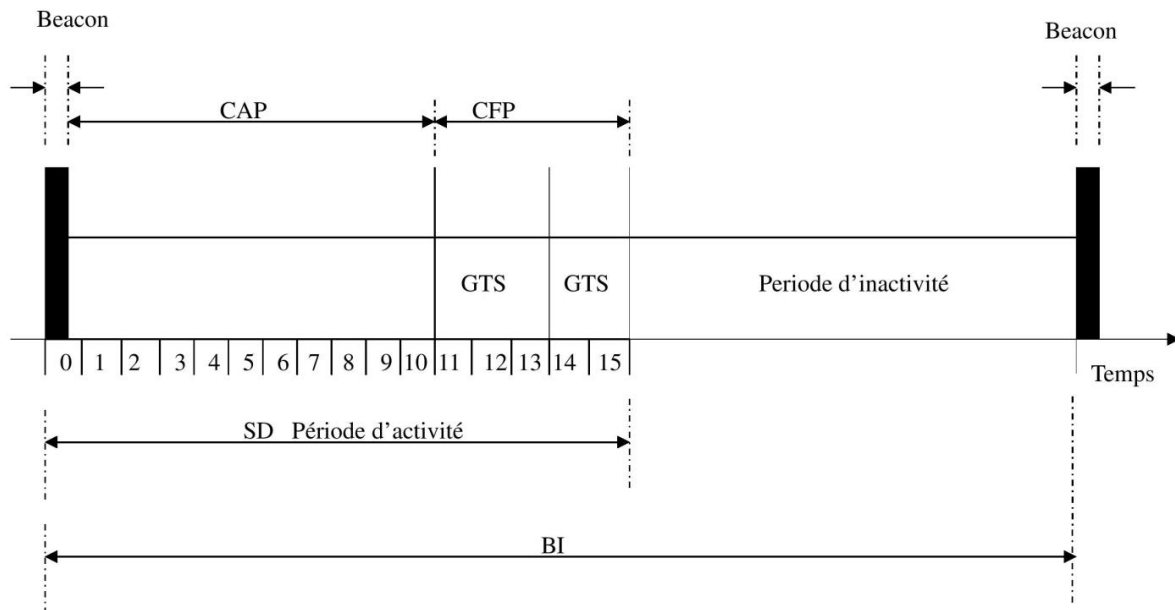 Beacon
Beacon
CAP
CFP
GTS
GTS
Periode d'inactivité
0 1 2 3 4 5 6 7 8 9 10 11 12 13 14 15
Temps
SD Période d'activité
BI